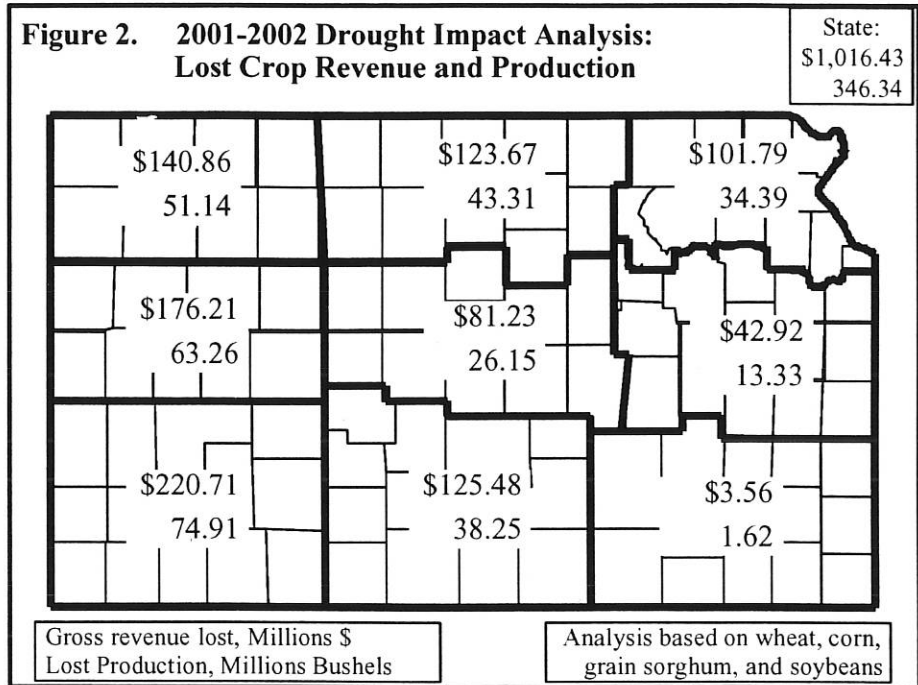 Figure 2. 2001-2002 Drought Impact Analysis:
Lost Crop Revenue and Production
State:
$1,016.43
346.34
$140.86
51.14
$123.67
43.31
$101.79
34.39
$176.21
63.26
$81.23
26.15
$42.92
13.33
$220.71
74.91
$125.48
38.25
$3.56
1.62
Gross revenue lost, Millions $
Lost Production, Millions Bushels
Analysis based on wheat, corn,
grain sorghum, and soybeans